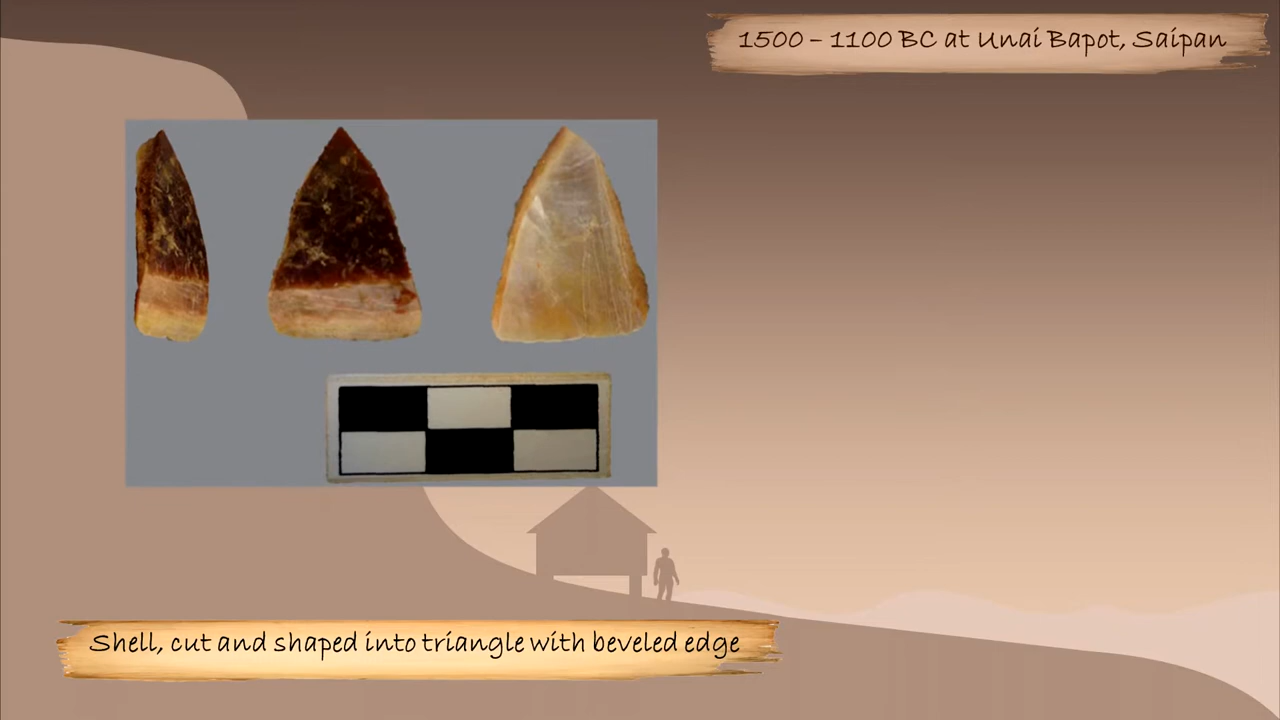 1500 – 1100 BC at Unai Bapot, Saipan
Shell, cut and shaped into triangle with beveled edge